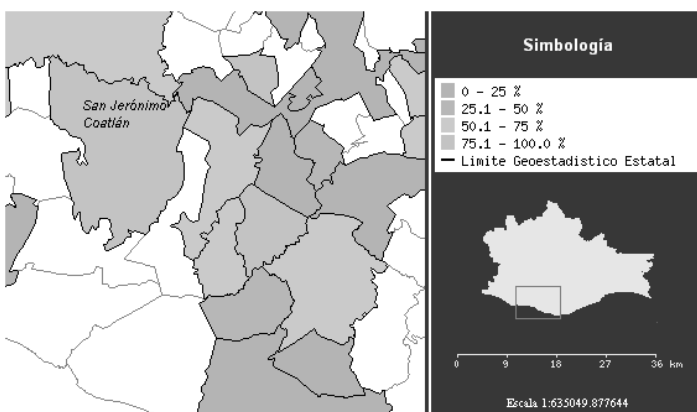 San Jerónimo
Coatlán
Simbología
0 - 25 %
25.1 - 50 %
50.1 - 75 %
75.1 - 100.0 %
Limite Geoestadistico Estatal
0 9 18 27 36 km
Escala 1:635049.877644